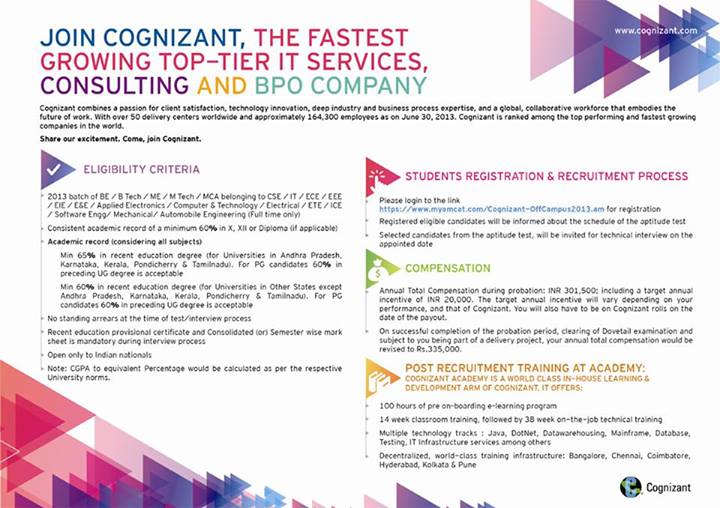 www.cognizant.com
JOIN COGNIZANT, THE FASTEST
GROWING TOP-TIER IT SERVICES,
CONSULTING AND BPO COMPANY
Cognizant combines a passion for client satisfaction, technology innovation, deep industry and business process expertise, and a global, collaborative workforce that embodies the
future of work. With over 50 delivery centers worldwide and approximately 164,300 employees as on June 30, 2013. Cognizant is ranked among the top performing and fastest growing
companies in the world.
Share our excitement. Come, join Cognizant.
ELIGIBILITY CRITERIA
2013 batch of BE / B Tech / ME / M Tech / MCA belonging to CSE / IT / ECE / EEE
/ EIE / E&E / Applied Electronics / Computer & Technology / Electrical / ETE / ICE
/ Software Engg/ Mechanical/ Automobile Engineering (Full time only)
Consistent academic record of a minimum 60% in X, XII or Diploma (if applicable)
Academic record (considering all subjects)
Min 65% in recent education degree (for Universities in Andhra Pradesh,
Karnataka, Kerala, Pondicherry & Tamilnadu). For PG candidates 60% in
preceding UG degree is acceptable
Min 60% in recent education degree (for Universities in Other States except
Andhra Pradesh, Karnataka, Kerala, Pondicherry & Tamilnadu). For PG
candidates 60% in preceding UG degree is acceptable
No standing arrears at the time of test/interview process
Recent education provisional certificate and Consolidated (or) Semester wise mark
sheet is mandatory during interview process
Open only to Indian nationals
Note: CGPA to equivalent Percentage would be calculated as per the respective
University norms.
STUDENTS REGISTRATION & RECRUITMENT PROCESS
Please login to the link
https://www.myamcat.com/Cognizant-OffCampus2013.am for registration
Registered eligible candidates will be informed about the schedule of the aptitude test
Selected candidates from the aptitude test, will be invited for technical interview on the
appointed date
COMPENSATION
Annual Total Compensation during probation: INR 301,500; including a target annual
incentive of INR 20,000. The target annual incentive will vary depending on your
performance, and that of Cognizant. You will also have to be on Cognizant rolls on the
date of the payout.
On successful completion of the probation period, clearing of Dovetail examination and
subject to you being part of a delivery project, your annual total compensation would be
revised to Rs.335,000.
POST RECRUITMENT TRAINING AT ACADEMY:
COGNIZANT ACADEMY IS A WORLD CLASS IN-HOUSE LEARNING &
DEVELOPMENT ARM OF COGNIZANT. IT OFFERS:
100 hours of pre on-boarding e-learning program
14 week classroom training, followed by 38 week on-the-job technical training
Multiple technology tracks : Java, DotNet, Datawarehousing, Mainframe, Database,
Testing, IT Infrastructure services among others
Decentralized, world-class training infrastructure: Bangalore, Chennai, Coimbatore,
Hyderabad, Kolkata & Pune
Cognizant